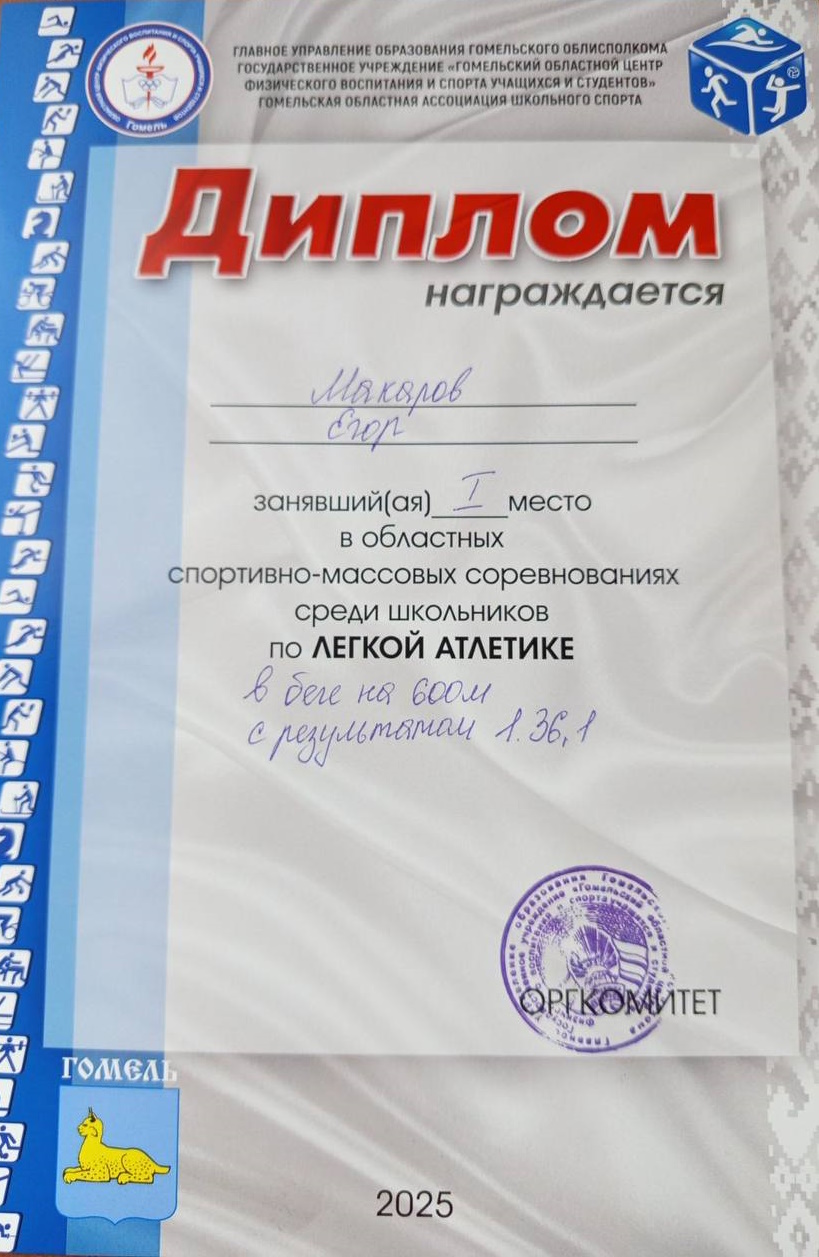 ГЛАВНОЕ УПРАВЛЕНИЕ ОБРАЗОВАНИЯ ГОМЕЛЬСКОГО ОБЛИСПОЛКОМА
ГОСУДАРСТВЕННОЕ УЧРЕЖДЕНИЕ «ГОМЕЛЬСКИЙ ОБЛАСТНОЙ ЦЕНТР
ФИЗИЧЕСКОГО ВОСПИТАНИЯ И СПОРТА УЧАЩИХСЯ И СТУДЕНТОВ»
ГОМЕЛЬСКАЯ ОБЛАСТНАЯ АССОЦИАЦИЯ ШКОЛЬНОГО СПОРТА
Гомель
Диплом
награждается
Макаров
Егор
занявший(ая) I место
в областных
спортивно-массовых соревнованиях
среди школьников
по ЛЕГКОЙ АТЛЕТИКЕ
в беге на 600м
с результатом 1.36,1
ОРГКОМИТЕТ
ГОМЕЛЬ
2025